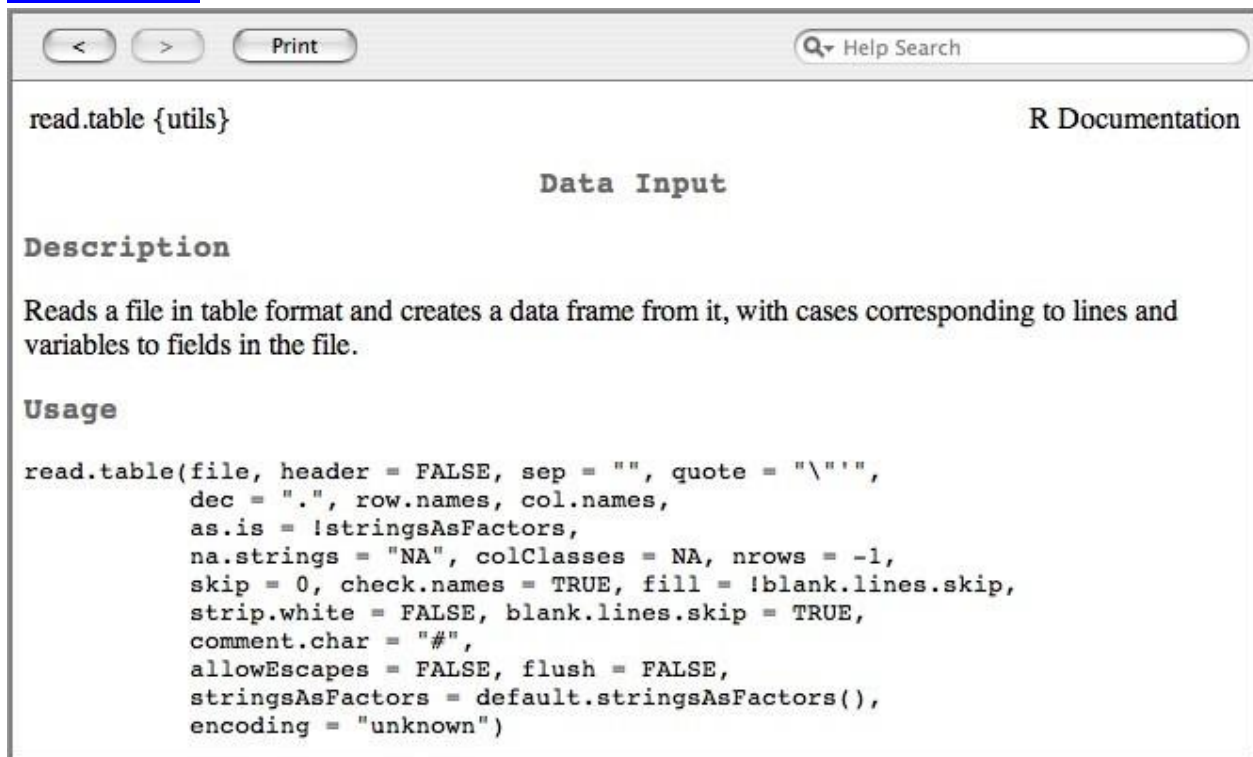 < > Print Help Search
read.table {utils} R Documentation
Data Input
Description
Reads a file in table format and creates a data frame from it, with cases corresponding to lines and
variables to fields in the file.
Usage
read.table(file, header = FALSE, sep = "", quote = "\"'",
           dec = ".", row.names, col.names,
           as.is = !stringsAsFactors,
           na.strings = "NA", colClasses = NA, nrows = -1,
           skip = 0, check.names = TRUE, fill = !blank.lines.skip,
           strip.white = FALSE, blank.lines.skip = TRUE,
           comment.char = "#",
           allowEscapes = FALSE, flush = FALSE,
           stringsAsFactors = default.stringsAsFactors(),
           encoding = "unknown")